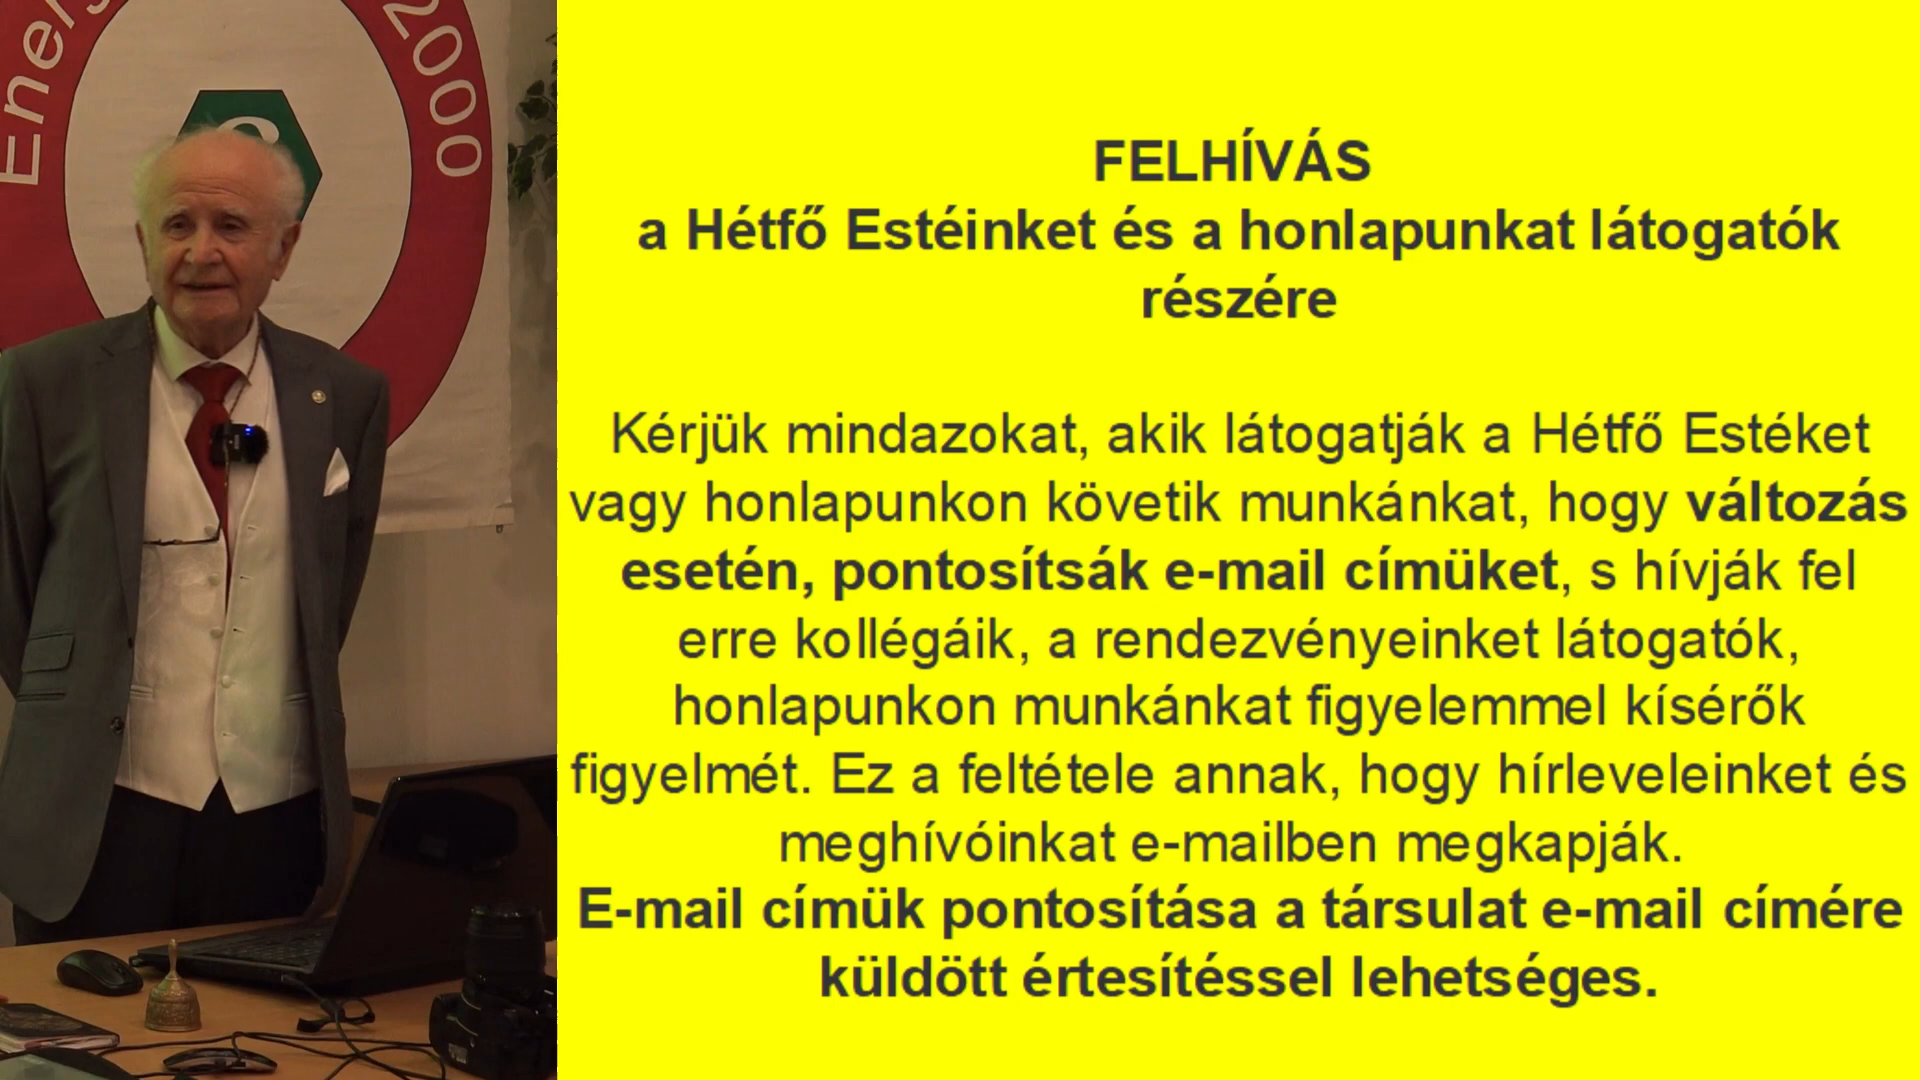 Ener
2000
e
FELHÍVÁS
a Hétfő Estéinket és a honlapunkat látogatók
részére
Kérjük mindazokat, akik látogatják a Hétfő Estéket
vagy honlapunkon követik munkánkat, hogy változás
esetén, pontosítsák e-mail címüket, s hívják fel
erre kollégáik, a rendezvényeinket látogatók,
honlapunkon munkánkat figyelemmel kísérők
figyelmét. Ez a feltétele annak, hogy hírleveleinket és
meghívóinkat e-mailben megkapják.
E-mail címük pontosítása a társulat e-mail címére
küldött értesítéssel lehetséges.